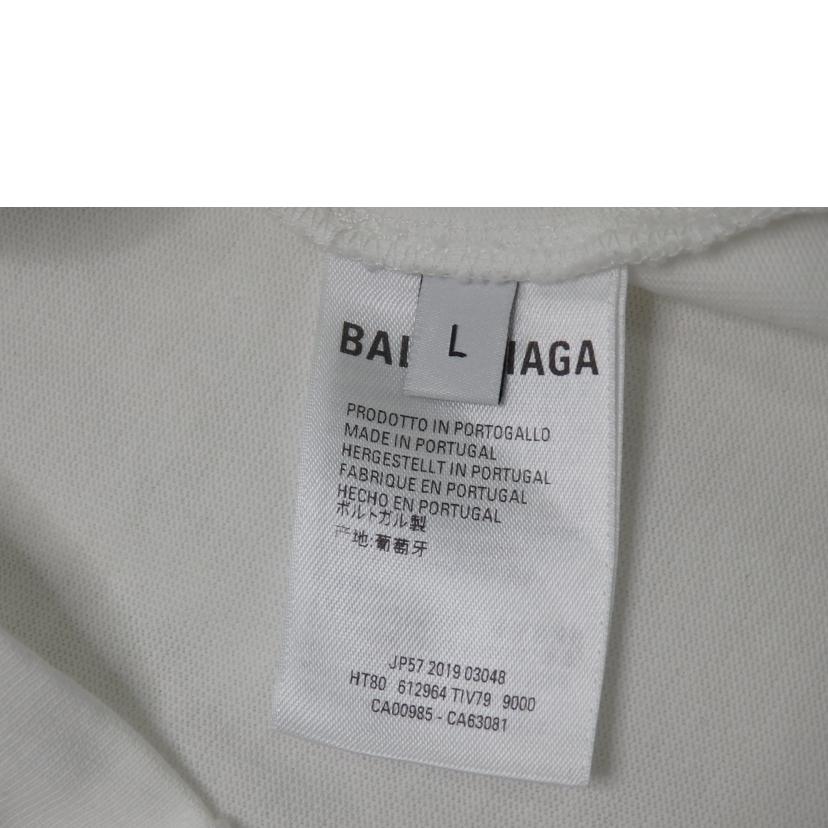 BAL
L
IAGA
PRODOTTO IN PORTOGALLO
MADE IN PORTUGAL
HERGESTELLT IN PORTUGAL
FABRIQUE EN PORTUGAL
HECHO EN PORTUGAL
ポルトガル製
产地:葡萄牙
JP57 2019 03048
HT80 612964 TIV79 9000
CA00985 - CA63081